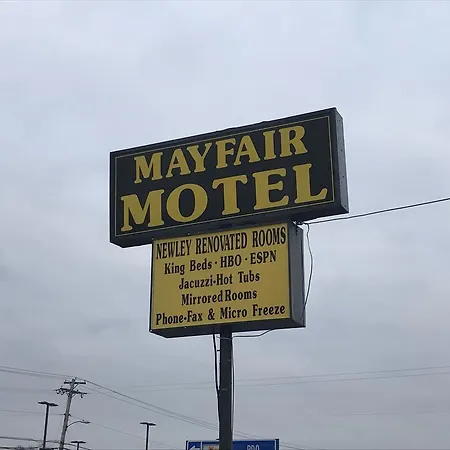 MAYFAIR
MOTEL
NEWLEY RENOVATED ROOMS
King Beds · HBO · ESPN
Jacuzzi-Hot Tubs
Mirrored Rooms
Phone-Fax & Micro Freeze